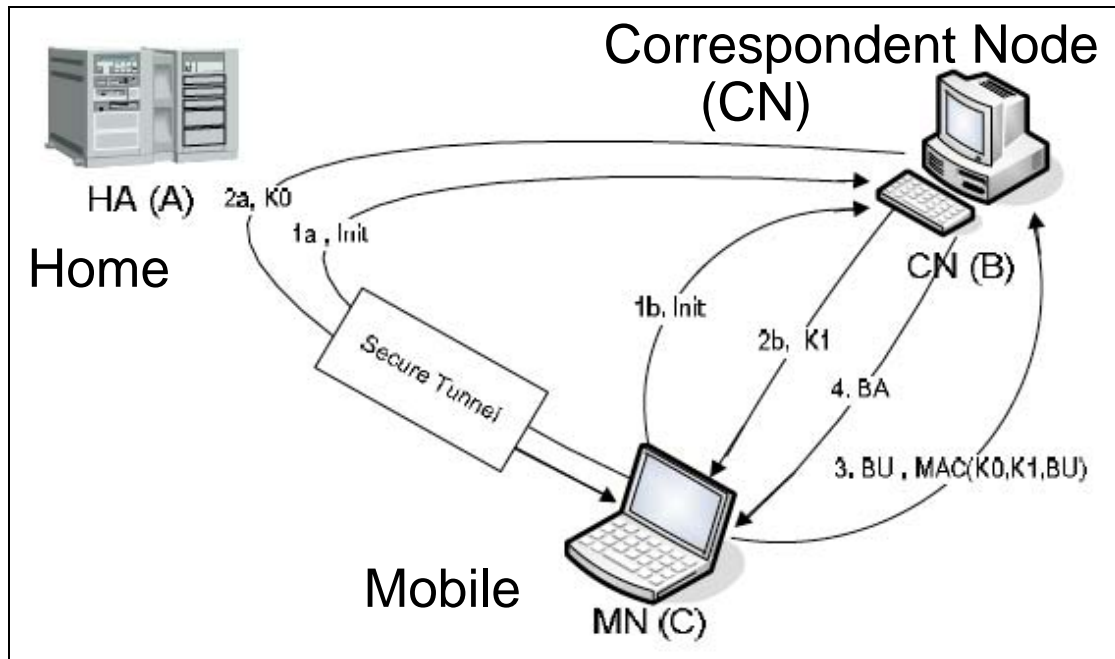 Correspondent Node
(CN)
HA (A)
2a, K0
1a , Init
Home
CN (B)
1b. Init
2b, K1
Secure Tunnel
4. BA
3. BU , MAC(K0,K1,BU)
Mobile
MN (C)